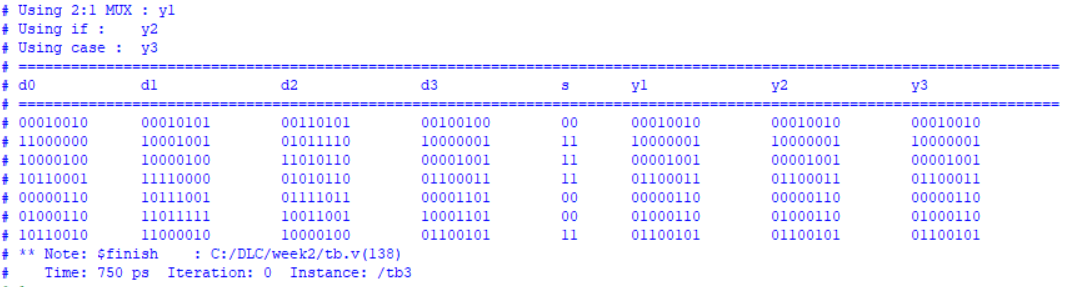 # Using 2:1 MUX : y1
# Using if :    y2
# Using case :  y3
# =======================================================================================================================
# d0            d1              d2              d3              s       y1              y2              y3
# =======================================================================================================================
# 00010010      00010101        00110101        00100100        00      00010010        00010010        00010010
# 11000000      10001001        01011110        10000001        11      10000001        10000001        10000001
# 10000100      10000100        11010110        00001001        11      00001001        00001001        00001001
# 10110001      11110000        01010110        01100011        11      01100011        01100011        01100011
# 00000110      10111001        01111011        00001101        00      00000110        00000110        00000110
# 01000110      11011111        10011001        10001101        00      01000110        01000110        01000110
# 10110010      11000010        10000100        01100101        11      01100101        01100101        01100101
# ** Note: $finish    : C:/DLC/week2/tb.v(138)
#    Time: 750 ps  Iteration: 0  Instance: /tb3